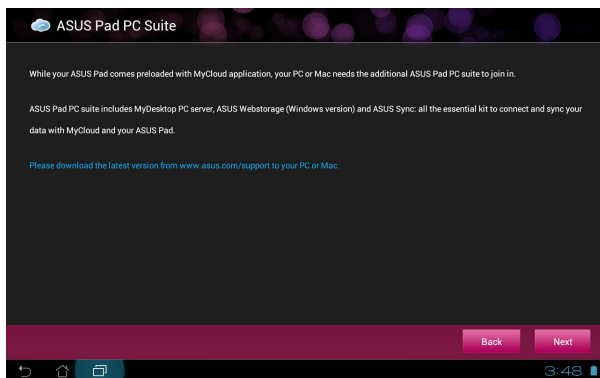 ASUS Pad PC Suite
While your ASUS Pad comes preloaded with MyCloud application, your PC or Mac needs the additional ASUS Pad PC suite to join in.
ASUS Pad PC suite includes MyDesktop PC server, ASUS Webstorage (Windows version) and ASUS Sync: all the essential kit to connect and sync your
data with MyCloud and your ASUS Pad.
Please download the latest version from www.asus.com/support to your PC or Mac.
Back Next
3:48